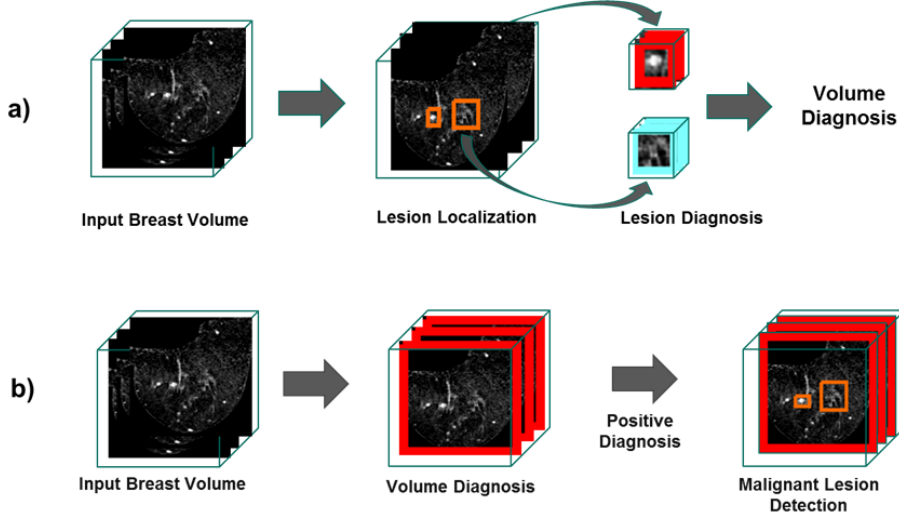 a)
Input Breast Volume
Lesion Localization
Lesion Diagnosis
Volume
Diagnosis
b)
Input Breast Volume
Volume Diagnosis
Positive
Diagnosis
Malignant Lesion
Detection